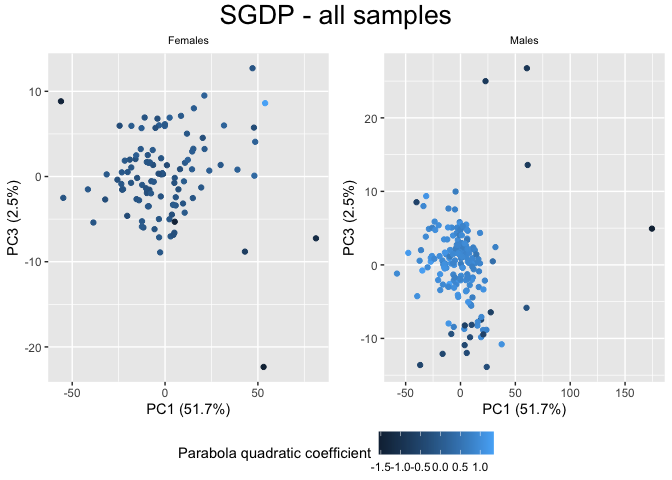 SGDP - all samples
Females
Males
10
0
-10
-20
PC3 (2.5%)
-50
0
50
PC1 (51.7%)
20
10
0
-10
PC3 (2.5%)
-50
0
50
100
150
PC1 (51.7%)
Parabola quadratic coefficient
-1.5-1.0-0.50.0 0.5 1.0